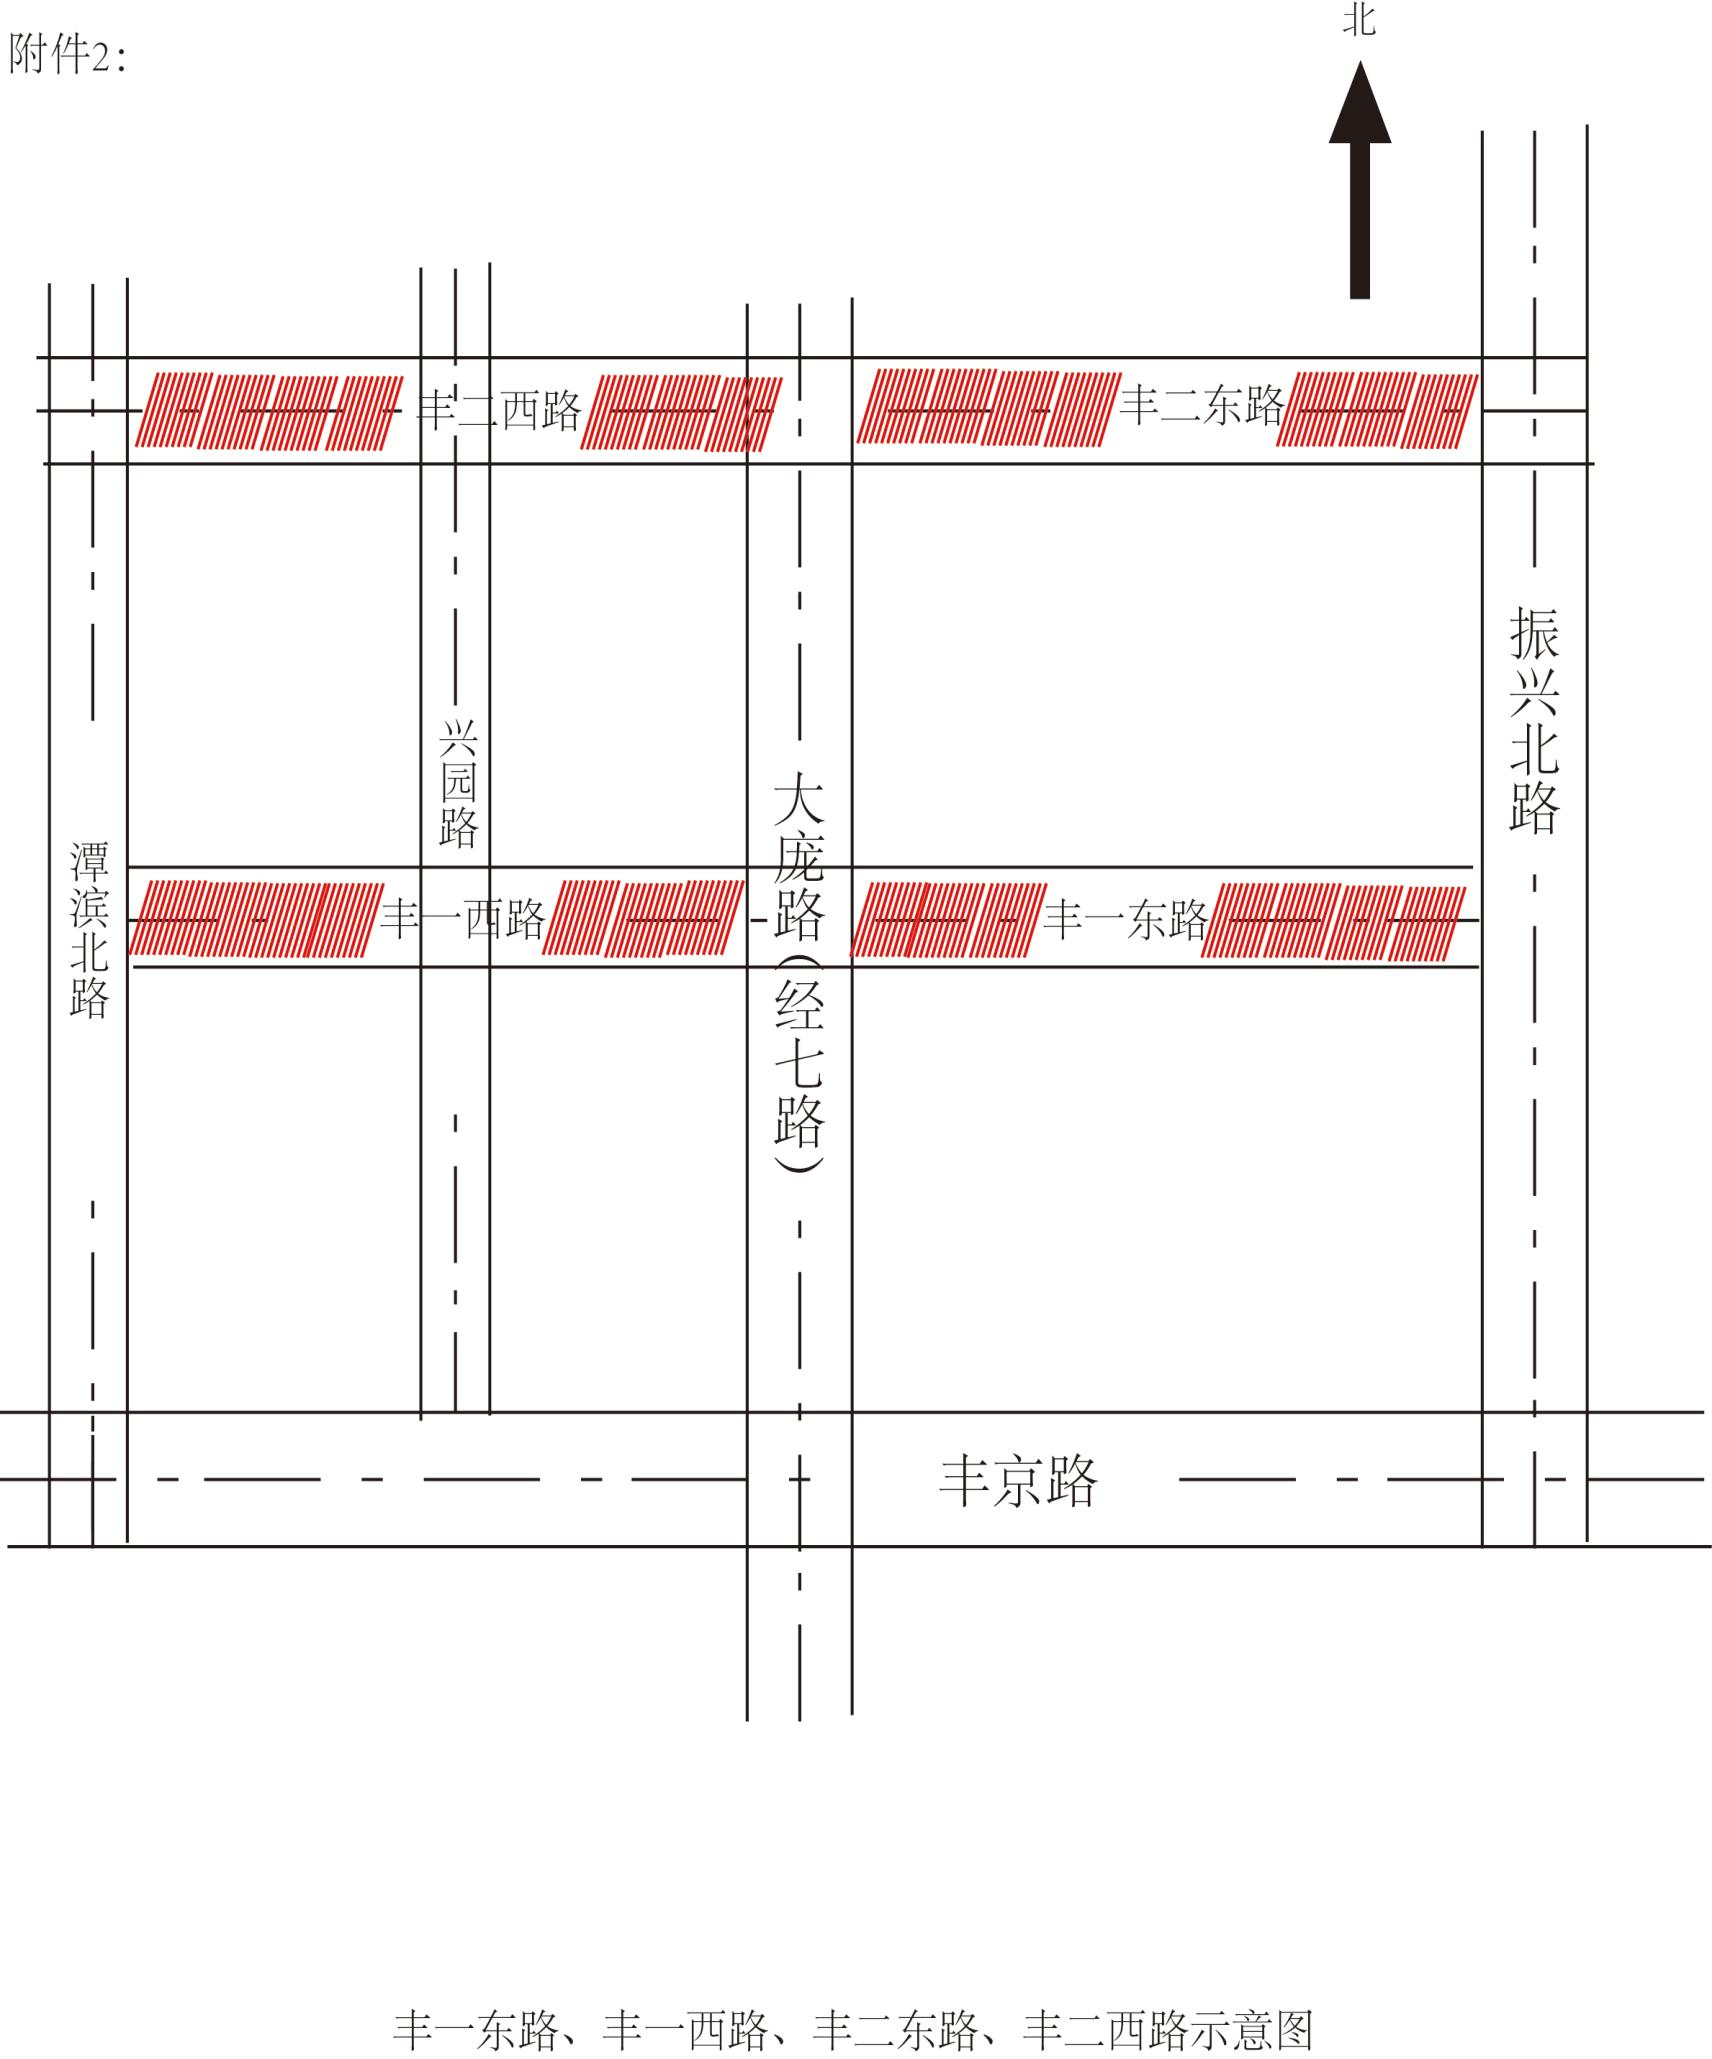 北
附件2：
丰二西路
丰二东路
振兴北路
兴园路
大庞路（经七路）
潭滨北路
丰一西路
丰一东路
丰京路
丰一东路、丰一西路、丰二东路、丰二西路示意图